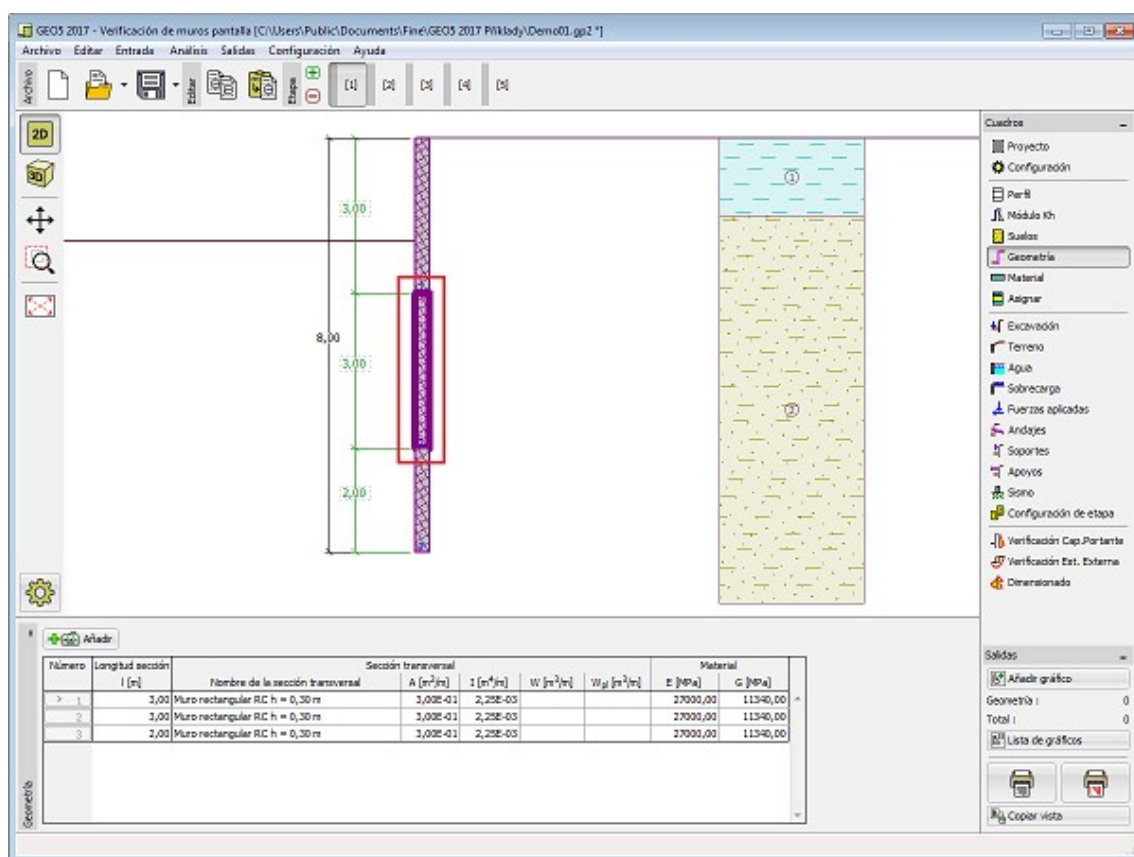 GEO5 2017 - Verificación de muros pantalla [C:\Users\Public\Documents\Fine\GEO5 2017 Příklady\Demo01.gp2 *]
Archivo Editar Entrada Análisis Salidas Configuración Ayuda
Archivo
Editar
Etapa
[1] [2] [3] [4] [5]
2D
3D
3,00
8,00
3,00
2,00
1
2
Cuadros
Proyecto
Configuración
Perfil
Módulo Kh
Suelos
Geometría
Material
Asignar
Excavación
Terreno
Agua
Sobrecarga
Fuerzas aplicadas
Anclajes
Soportes
Apoyos
Sismo
Configuración de etapa
Verificación Cap.Portante
Verificación Est. Externa
Dimensionado
Geometría
Añadir
Número Longitud sección Sección transversal Material
l [m] Nombre de la sección transversal A [m²/m] I [m⁴/m] W [m³/m] Wpl [m³/m] E [MPa] G [MPa]
> 1 3,00 Muro rectangular RC h = 0,30 m 3,00E-01 2,25E-03 27000,00 11340,00
2 3,00 Muro rectangular RC h = 0,30 m 3,00E-01 2,25E-03 27000,00 11340,00
3 2,00 Muro rectangular RC h = 0,30 m 3,00E-01 2,25E-03 27000,00 11340,00
Salidas
Añadir gráfico
Geometría : 0
Total : 0
Lista de gráficos
Copiar vista